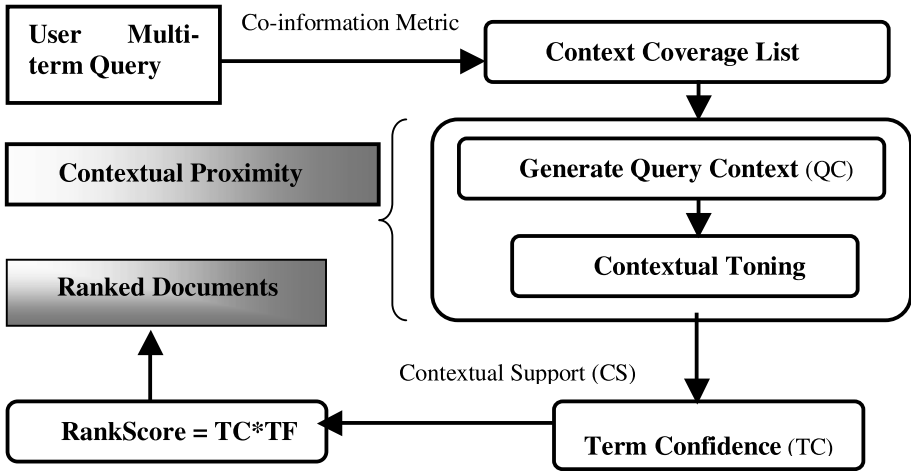 User Multi-
term Query
Co-information Metric
Context Coverage List
Contextual Proximity
Generate Query Context (QC)
Contextual Toning
Ranked Documents
Contextual Support (CS)
RankScore = TC*TF
Term Confidence (TC)